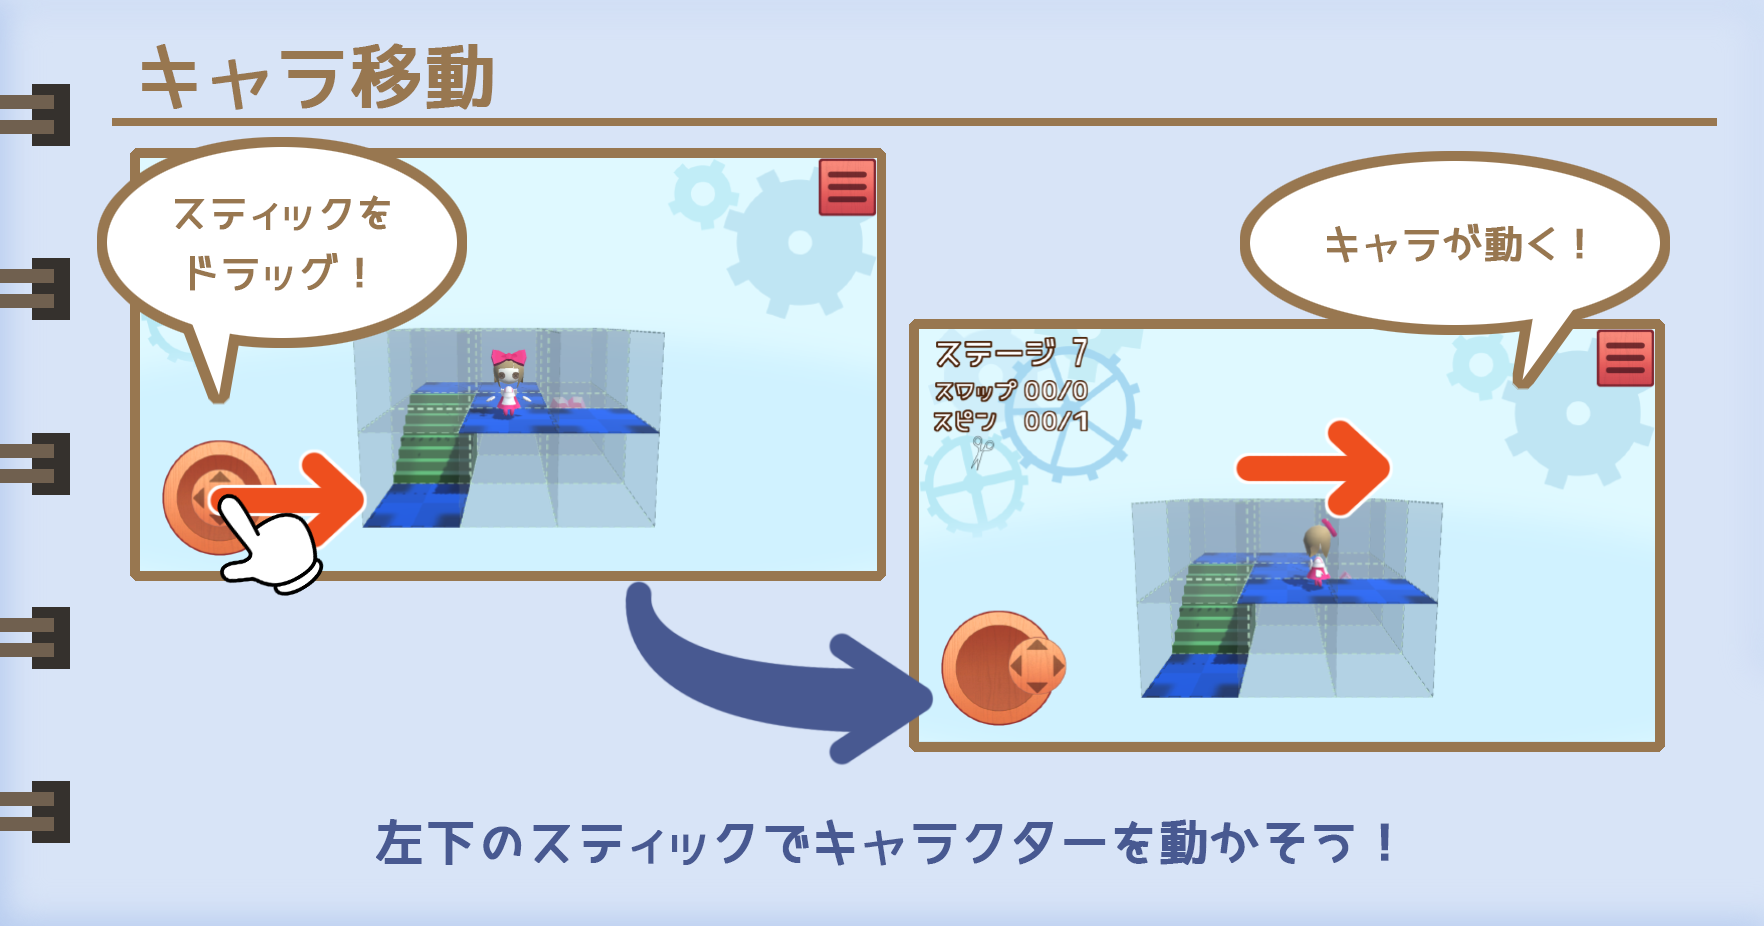 キャラ移動
スティックを
ドラッグ！
キャラが動く！
ステージ 7
スワップ 00/0
スピン 00/1
左下のスティックでキャラクターを動かそう！